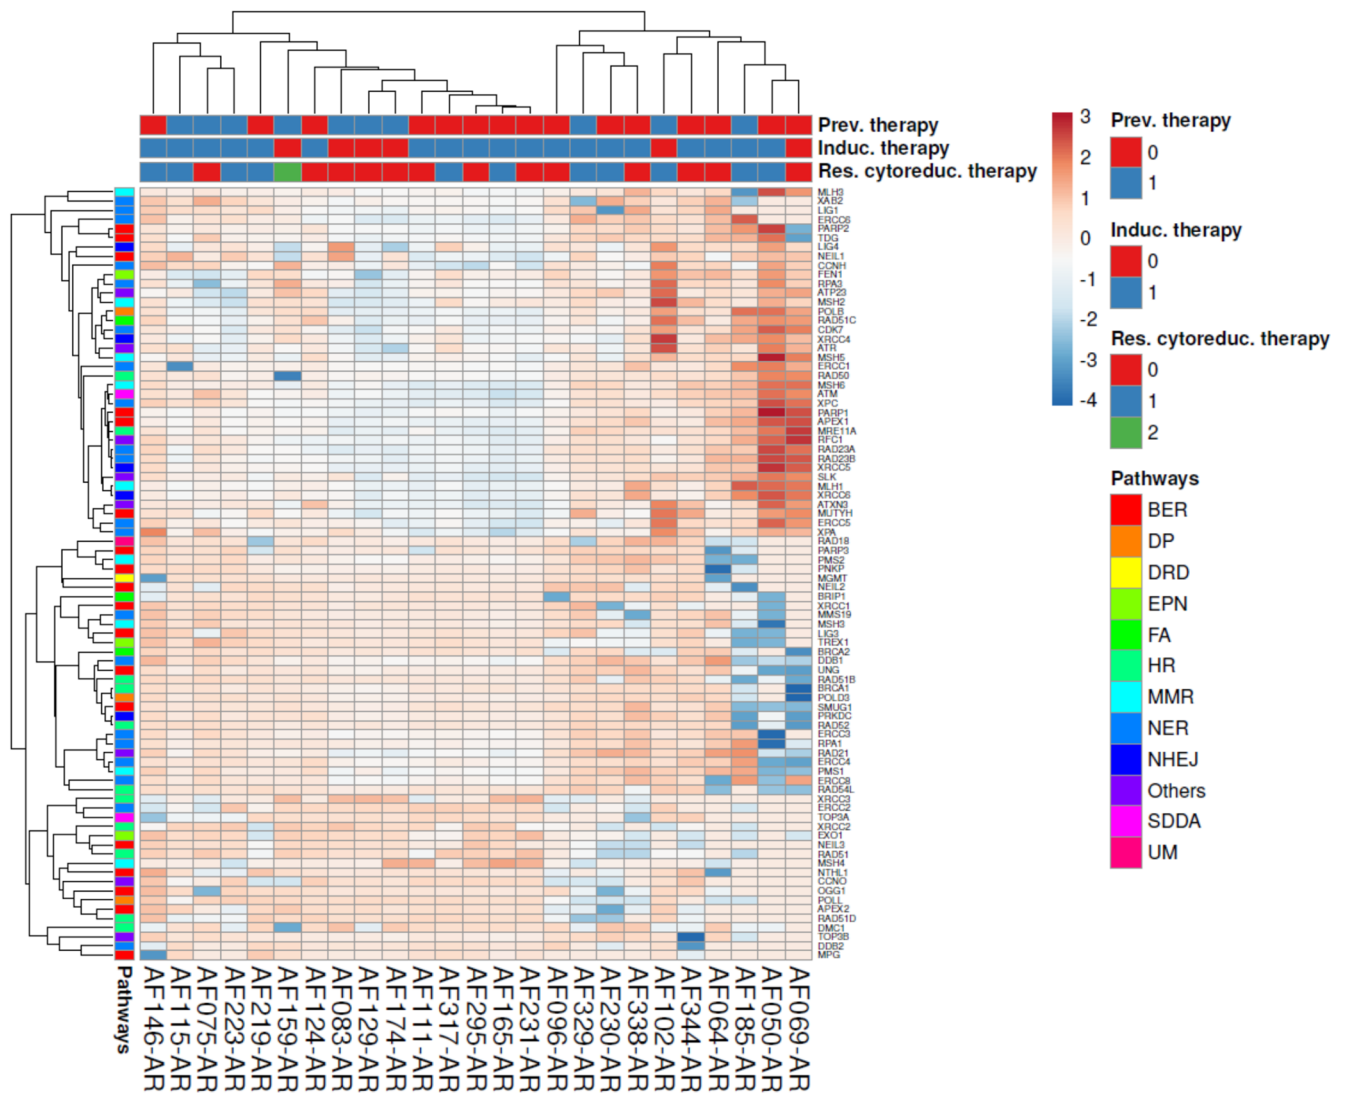 Prev. therapy
Induc. therapy
Res. cytoreduc. therapy
MLH3
XAB2
LIG1
ERCC6
PARP2
TDG
LIG4
NEIL1
CCNH
FEN1
RPA3
ATP23
MSH2
POLB
RAD51C
CDK7
XRCC4
ATR
MSH5
ERCC1
RAD50
MSH6
ATM
XPC
PARP1
APEX1
MRE11A
RFC1
RAD23A
RAD23B
XRCC5
SLK
MLH1
XRCC6
ATXN3
MUTYH
ERCC5
XPA
RAD18
PARP3
PMS2
PNKP
MGMT
NEIL2
BRIP1
XRCC1
MMS19
MSH3
LIG3
TREX1
BRCA2
DDB1
UNG
RAD51B
BRCA1
POLD3
SMUG1
PRKDC
RAD52
ERCC3
RPA1
RAD21
ERCC4
PMS1
ERCC8
RAD54L
XRCC3
ERCC2
TOP3A
XRCC2
EXO1
NEIL3
RAD51
MSH4
NTHL1
CCNO
OGG1
POLL
APEX2
RAD51D
DMC1
TOP3B
DDB2
MPG
Pathways
AF146-AR
AF115-AR
AF075-AR
AF223-AR
AF219-AR
AF159-AR
AF124-AR
AF083-AR
AF129-AR
AF174-AR
AF111-AR
AF317-AR
AF295-AR
AF165-AR
AF231-AR
AF096-AR
AF329-AR
AF230-AR
AF338-AR
AF102-AR
AF344-AR
AF064-AR
AF185-AR
AF050-AR
AF069-AR
3
2
1
0
-1
-2
-3
-4
Prev. therapy
0
1
Induc. therapy
0
1
Res. cytoreduc. therapy
0
1
2
Pathways
BER
DP
DRD
EPN
FA
HR
MMR
NER
NHEJ
Others
SDDA
UM